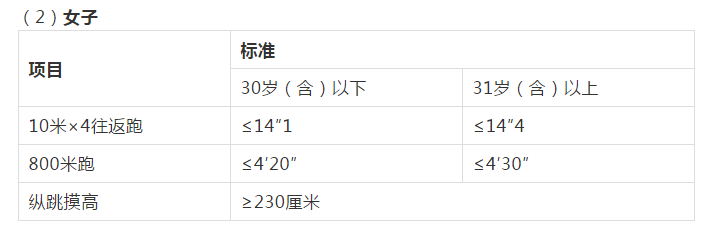 （2）女子
项目
标准
30岁（含）以下
31岁（含）以上
10米×4往返跑
≤14″1
≤14″4
800米跑
≤4′20″
≤4′30″
纵跳摸高
≥230厘米